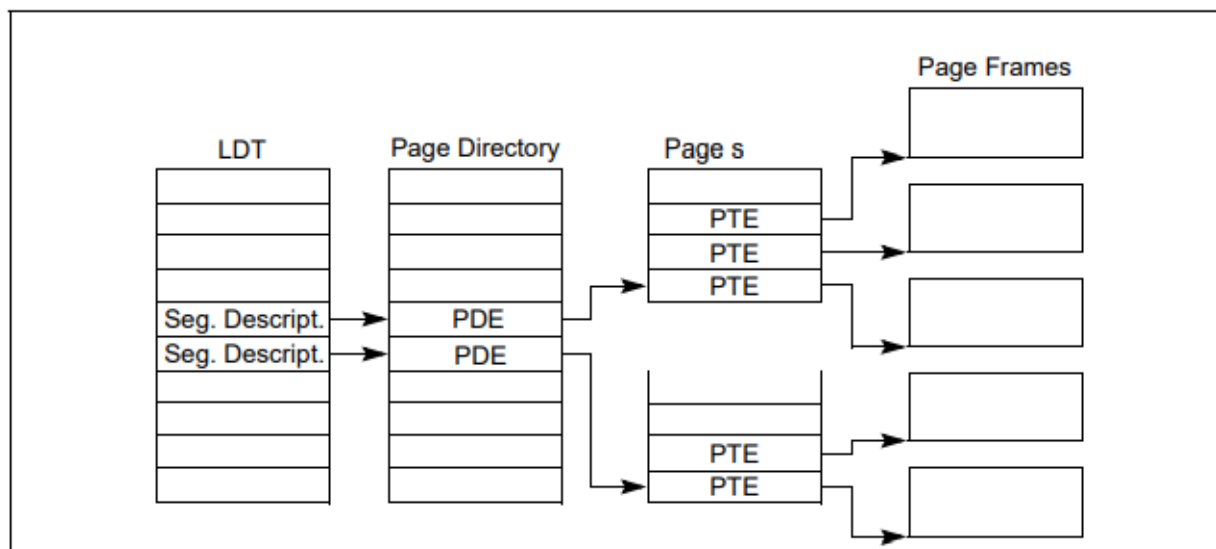 Page Frames
LDT
Page Directory
Page s
PTE
PTE
PTE
Seg. Descript.
PDE
Seg. Descript.
PDE
PTE
PTE